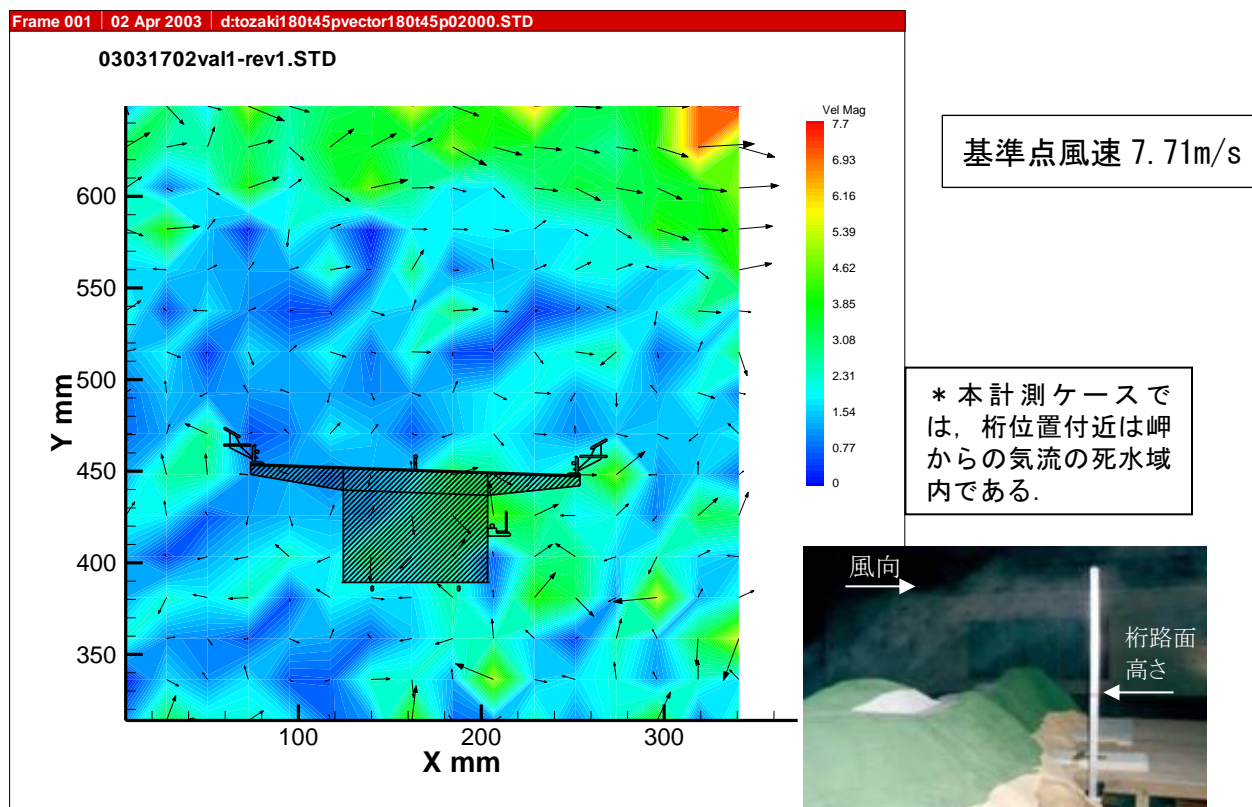 Frame 001 | 02 Apr 2003 | d:tozaki180t45pvector180t45p02000.STD
03031702val1-rev1.STD
Vel Mag
7.7
6.93
6.16
5.39
4.62
3.85
3.08
2.31
1.54
0.77
0
Y mm
600
550
500
450
400
350
100
200
300
X mm
基準点風速 7.71m/s
*本計測ケースで
は,桁位置付近は岬
からの気流の死水域
内である.
風向
桁路面
高さ